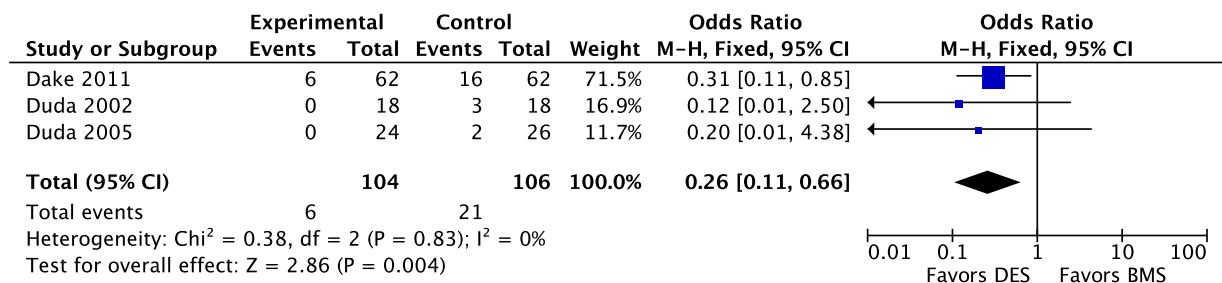 Experimental Control Odds Ratio Odds Ratio
Study or Subgroup Events Total Events Total Weight M-H, Fixed, 95% CI M-H, Fixed, 95% CI
Dake 2011 6 62 16 62 71.5% 0.31 [0.11, 0.85]
Duda 2002 0 18 3 18 16.9% 0.12 [0.01, 2.50]
Duda 2005 0 24 2 26 11.7% 0.20 [0.01, 4.38]
Total (95% CI) 104 106 100.0% 0.26 [0.11, 0.66]
Total events 6 21
Heterogeneity: Chi² = 0.38, df = 2 (P = 0.83); I² = 0%
Test for overall effect: Z = 2.86 (P = 0.004)
0.01 0.1 1 10 100
Favors DES Favors BMS